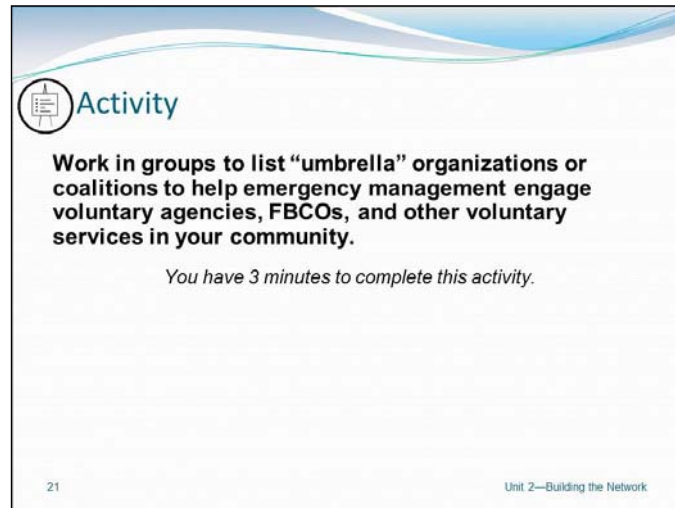 Activity
Work in groups to list “umbrella” organizations or
coalitions to help emergency management engage
voluntary agencies, FBCOs, and other voluntary
services in your community.
You have 3 minutes to complete this activity.
21
Unit 2—Building the Network